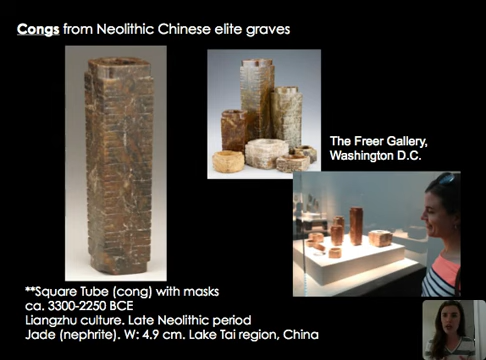 Congs from Neolithic Chinese elite graves
The Freer Gallery,
Washington D.C.
**Square Tube (cong) with masks
ca. 3300-2250 BCE
Liangzhu culture. Late Neolithic period
Jade (nephrite). W: 4.9 cm. Lake Tai region, China